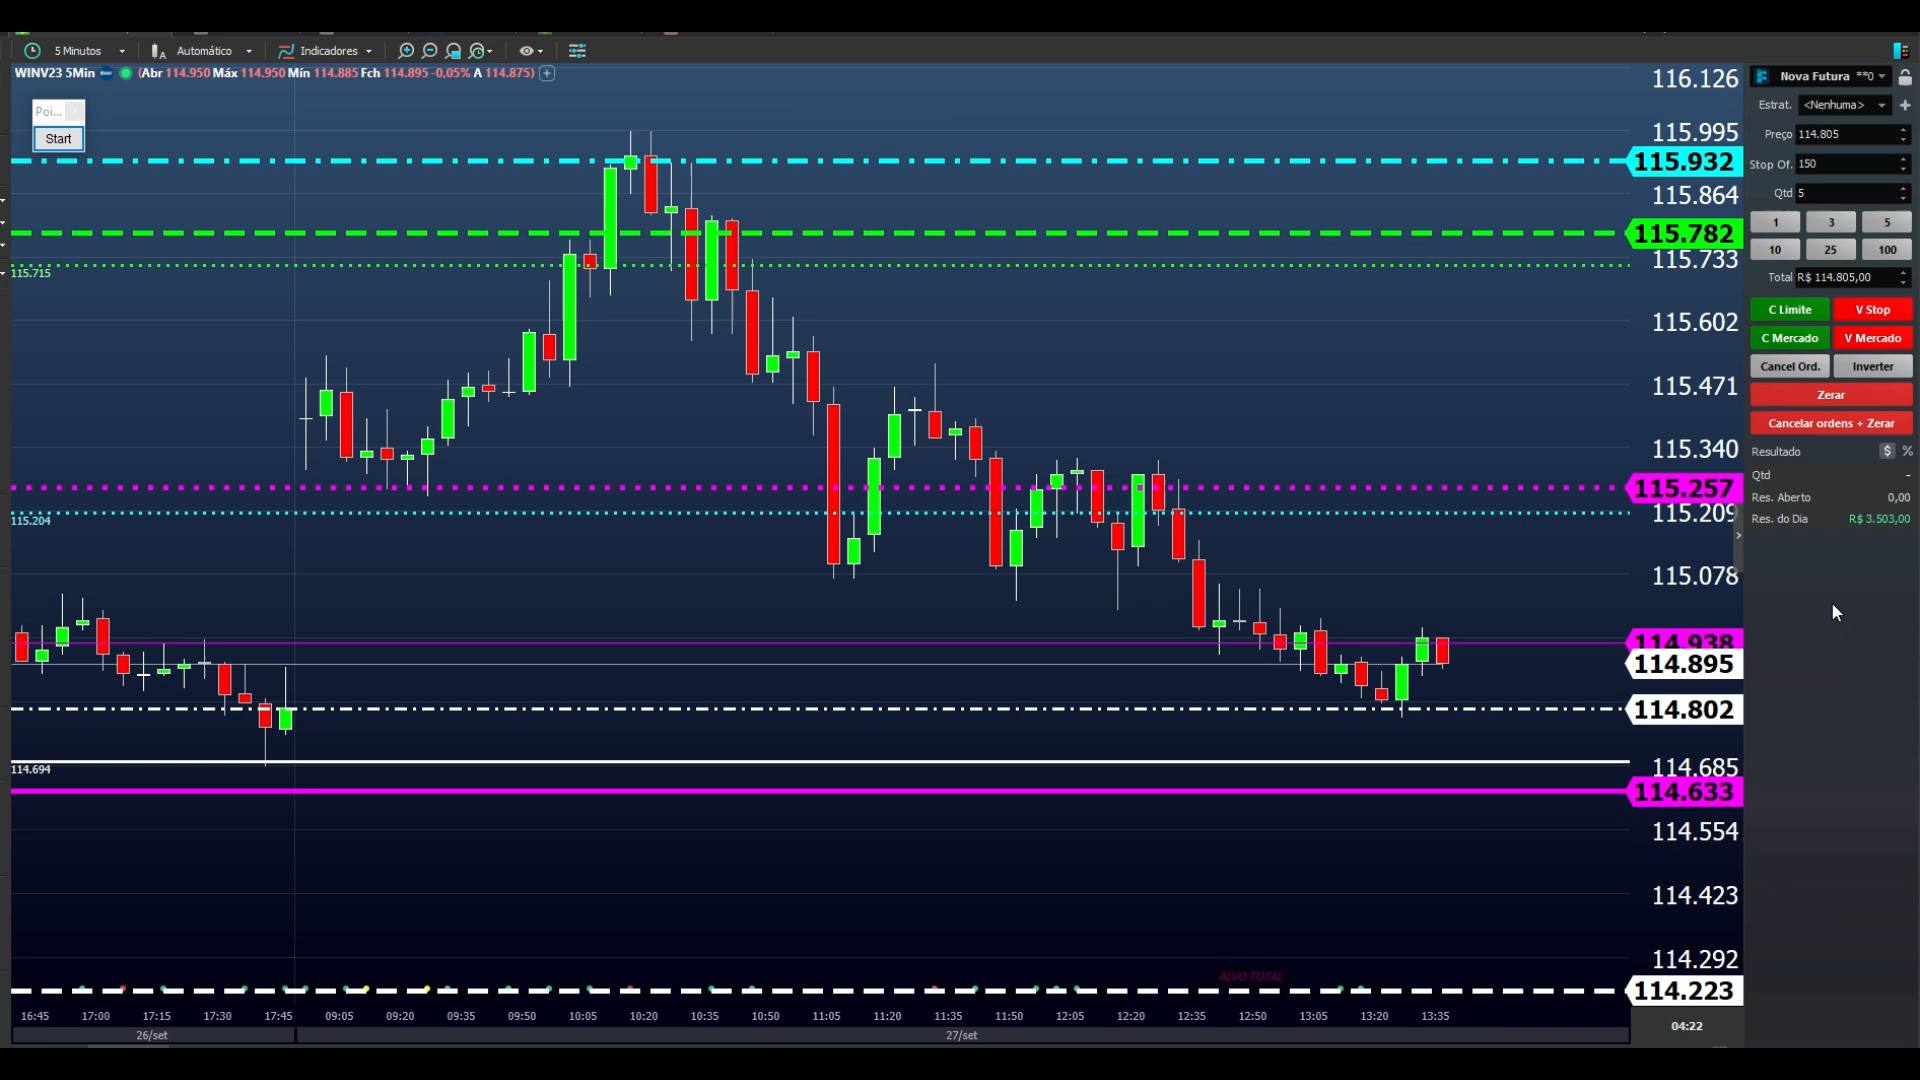 5 Minutos Automático Indicadores
WINV23 5Min (Abr 114.950 Máx 114.950 Mín 114.885 Fch 114.895 -0,05% A 114.875) +
Poi...
Start
115.715
115.204
114.694
ALVO TOTAL
116.126
115.995
115.932
115.864
115.782
115.733
115.602
115.471
115.340
115.257
115.209
115.078
114.938
114.895
114.802
114.685
114.633
114.554
114.423
114.292
114.223
16:45 17:00 17:15 17:30 17:45 09:05 09:20 09:35 09:50 10:05 10:20 10:35 10:50 11:05 11:20 11:35 11:50 12:05 12:20 12:35 12:50 13:05 13:20 13:35
26/set 27/set
04:22
Nova Futura **0
Estrat. <Nenhuma> +
Preço 114.805
Stop Of. 150
Qtd 5
1 3 5
10 25 100
Total R$ 114.805,00
C Limite V Stop
C Mercado V Mercado
Cancel Ord. Inverter
Zerar
Cancelar ordens + Zerar
Resultado $ %
Qtd -
Res. Aberto 0,00
Res. do Dia R$ 3.503,00